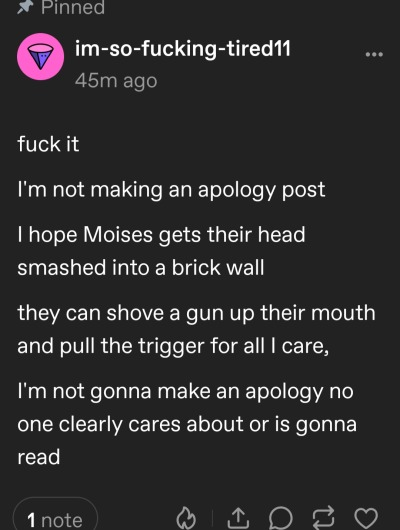 Pinned
im-so-fucking-tired11
45m ago
fuck it
I'm not making an apology post
I hope Moises gets their head
smashed into a brick wall
they can shove a gun up their mouth
and pull the trigger for all I care,
I'm not gonna make an apology no
one clearly cares about or is gonna
read
1 note